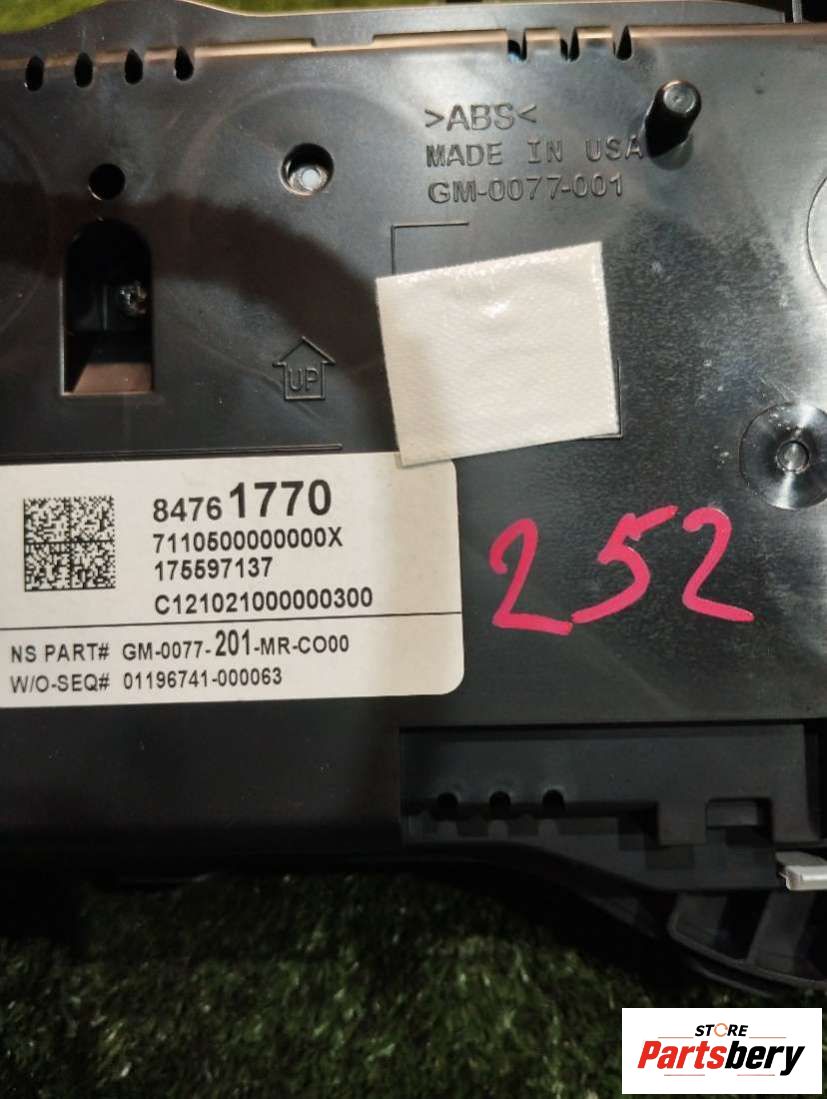 >ABS<
MADE IN USA
GM-0077-001
UP
84761770
7110500000000X
175597137
C121021000000300
NS PART# GM-0077-201-MR-CO00
W/O-SEQ# 01196741-000063
252
STORE
Partsbery